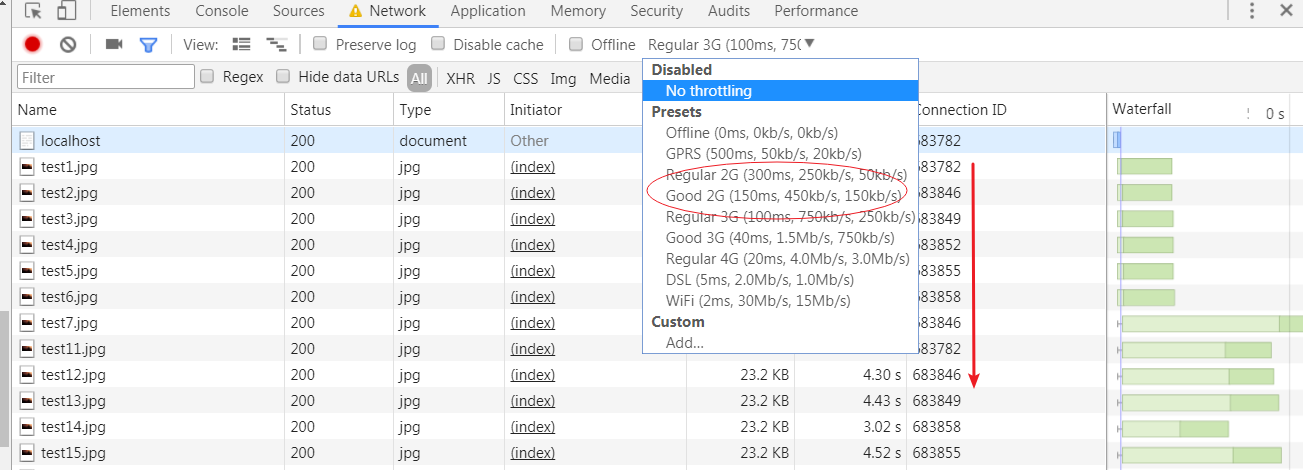 Elements Console Sources Network Application Memory Security Audits Performance
View: Preserve log Disable cache Offline Regular 3G (100ms, 750
Filter Regex Hide data URLs All XHR JS CSS Img Media
Disabled
No throttling
Presets
Offline (0ms, 0kb/s, 0kb/s)
GPRS (500ms, 50kb/s, 20kb/s)
Regular 2G (300ms, 250kb/s, 50kb/s)
Good 2G (150ms, 450kb/s, 150kb/s)
Regular 3G (100ms, 750kb/s, 250kb/s)
Good 3G (40ms, 1.5Mb/s, 750kb/s)
Regular 4G (20ms, 4.0Mb/s, 3.0Mb/s)
DSL (5ms, 2.0Mb/s, 1.0Mb/s)
WiFi (2ms, 30Mb/s, 15Mb/s)
Custom
Add...
Name Status Type Initiator Connection ID Waterfall 0 s
localhost 200 document Other 683782
test1.jpg 200 jpg (index) 683782
test2.jpg 200 jpg (index) 683846
test3.jpg 200 jpg (index) 683849
test4.jpg 200 jpg (index) 683852
test5.jpg 200 jpg (index) 683855
test6.jpg 200 jpg (index) 683858
test7.jpg 200 jpg (index) 683846
test11.jpg 200 jpg (index) 683782
test12.jpg 200 jpg (index) 23.2 KB 4.30 s 683846
test13.jpg 200 jpg (index) 23.2 KB 4.43 s 683849
test14.jpg 200 jpg (index) 23.2 KB 3.02 s 683858
test15.jpg 200 jpg (index) 23.2 KB 4.52 s 683855